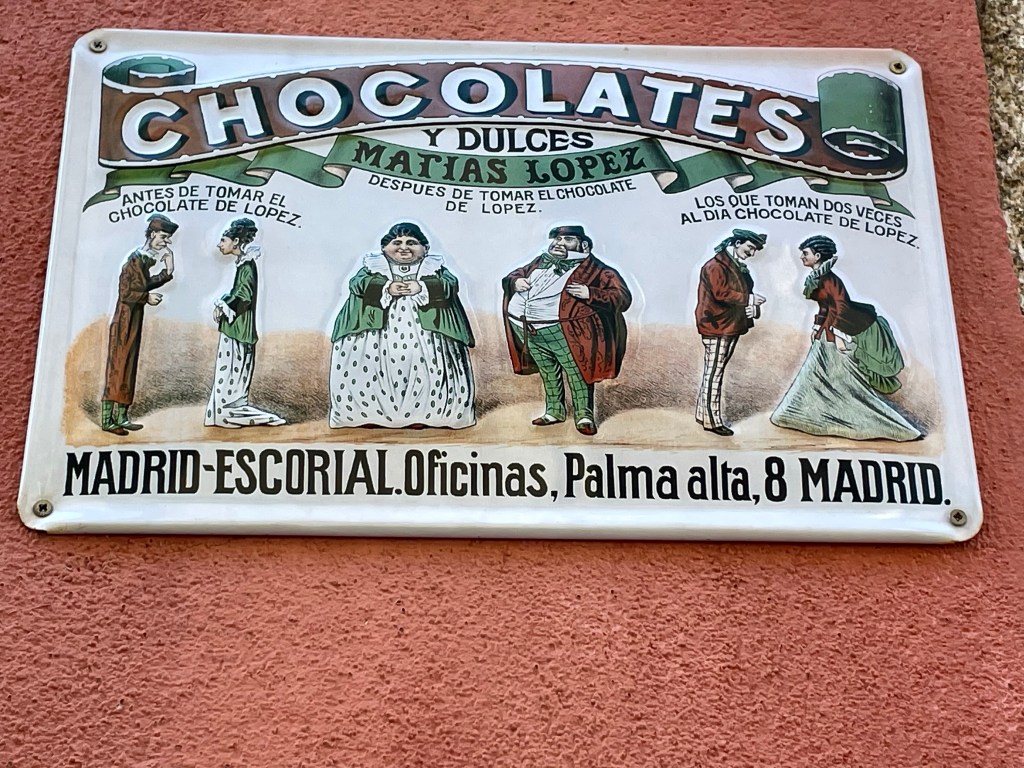 CHOCOLATES
Y DULCES
MATIAS LOPEZ
ANTES DE TOMAR EL
CHOCOLATE DE LOPEZ.
DESPUES DE TOMAR EL CHOCOLATE
DE LOPEZ.
LOS QUE TOMAN DOS VECES
AL DIA CHOCOLATE DE LOPEZ.
MADRID-ESCORIAL. Oficinas, Palma alta, 8 MADRID.